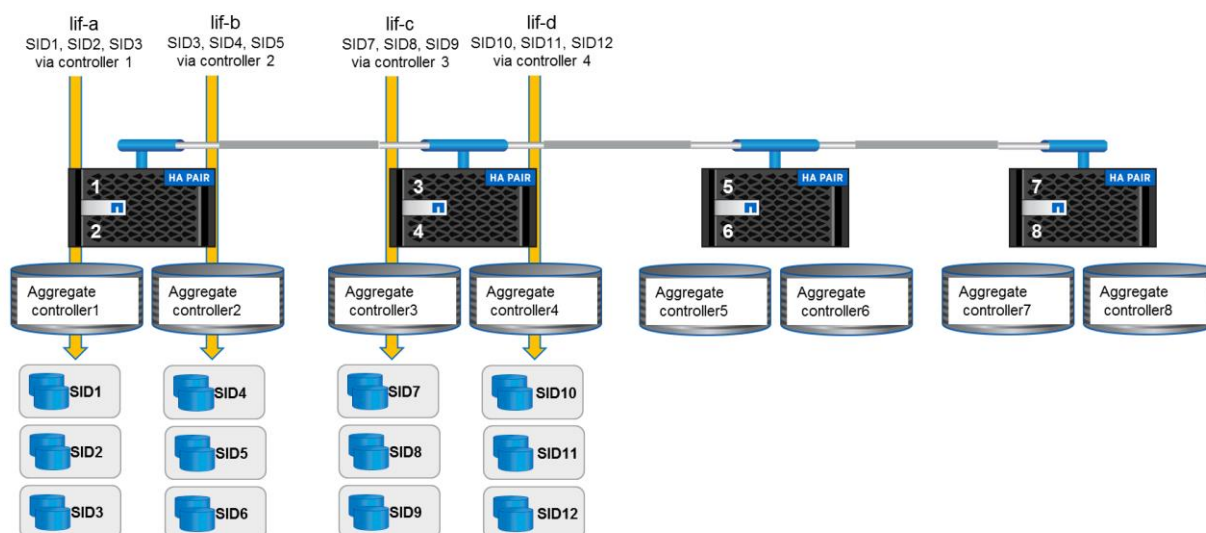 lif-a
SID1, SID2, SID3
via controller 1
lif-b
SID3, SID4, SID5
via controller 2
lif-c
SID7, SID8, SID9
via controller 3
lif-d
SID10, SID11, SID12
via controller 4
1
HA PAIR
2
3
HA PAIR
4
5
HA PAIR
6
7
HA PAIR
8
Aggregate
controller1
Aggregate
controller2
Aggregate
controller3
Aggregate
controller4
Aggregate
controller5
Aggregate
controller6
Aggregate
controller7
Aggregate
controller8
SID1
SID4
SID7
SID10
SID2
SID5
SID8
SID11
SID3
SID6
SID9
SID12